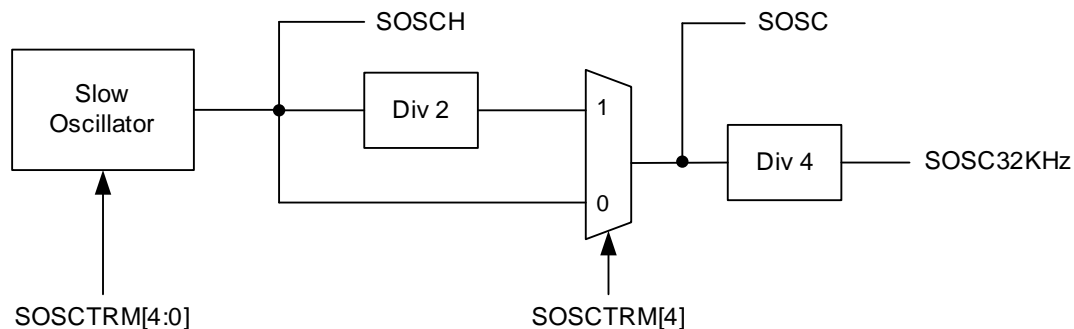 SOSCH
SOSC
Slow
Oscillator
Div 2
1
0
Div 4
SOSC32KHz
SOSCTRM[4:0]
SOSCTRM[4]